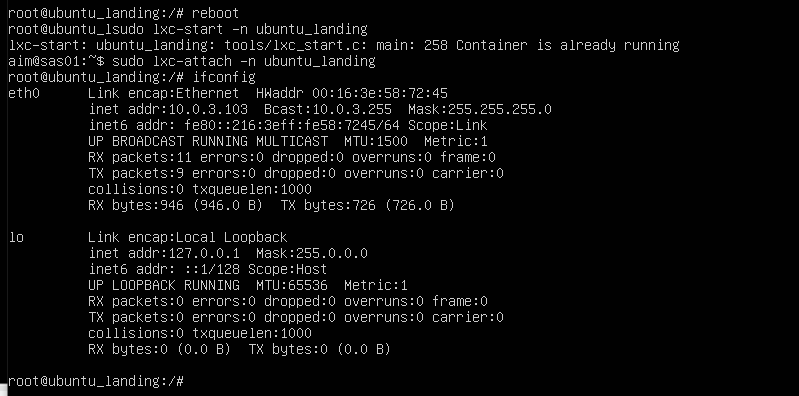 root@ubuntu_landing:/# reboot
root@ubuntu_lsudo lxc-start -n ubuntu_landing
lxc-start: ubuntu_landing: tools/lxc_start.c: main: 258 Container is already running
aim@sas01:~$ sudo lxc-attach -n ubuntu_landing
root@ubuntu_landing:/# ifconfig
eth0      Link encap:Ethernet  HWaddr 00:16:3e:58:72:45
          inet addr:10.0.3.103  Bcast:10.0.3.255  Mask:255.255.255.0
          inet6 addr: fe80::216:3eff:fe58:7245/64 Scope:Link
          UP BROADCAST RUNNING MULTICAST  MTU:1500  Metric:1
          RX packets:11 errors:0 dropped:0 overruns:0 frame:0
          TX packets:9 errors:0 dropped:0 overruns:0 carrier:0
          collisions:0 txqueuelen:1000
          RX bytes:946 (946.0 B)  TX bytes:726 (726.0 B)

lo        Link encap:Local Loopback
          inet addr:127.0.0.1  Mask:255.0.0.0
          inet6 addr: ::1/128 Scope:Host
          UP LOOPBACK RUNNING  MTU:65536  Metric:1
          RX packets:0 errors:0 dropped:0 overruns:0 frame:0
          TX packets:0 errors:0 dropped:0 overruns:0 carrier:0
          collisions:0 txqueuelen:1000
          RX bytes:0 (0.0 B)  TX bytes:0 (0.0 B)

root@ubuntu_landing:/#